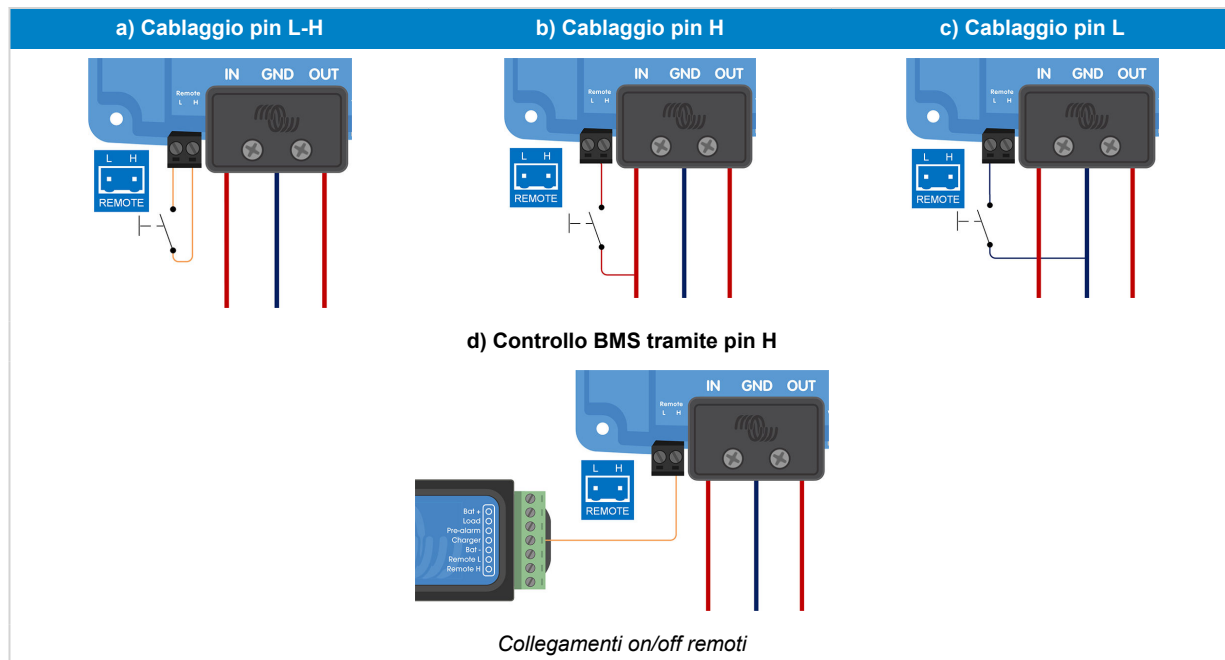 a) Cablaggio pin L-H
b) Cablaggio pin H
c) Cablaggio pin L
IN GND OUT
Remote
L H
L H
REMOTE
IN GND OUT
Remote
L H
L H
REMOTE
IN GND OUT
Remote
L H
L H
REMOTE
d) Controllo BMS tramite pin H
IN GND OUT
Remote
L H
L H
REMOTE
Bat +
Load
Pre-alarm
Charger
Bat -
Remote L
Remote H
Collegamenti on/off remoti